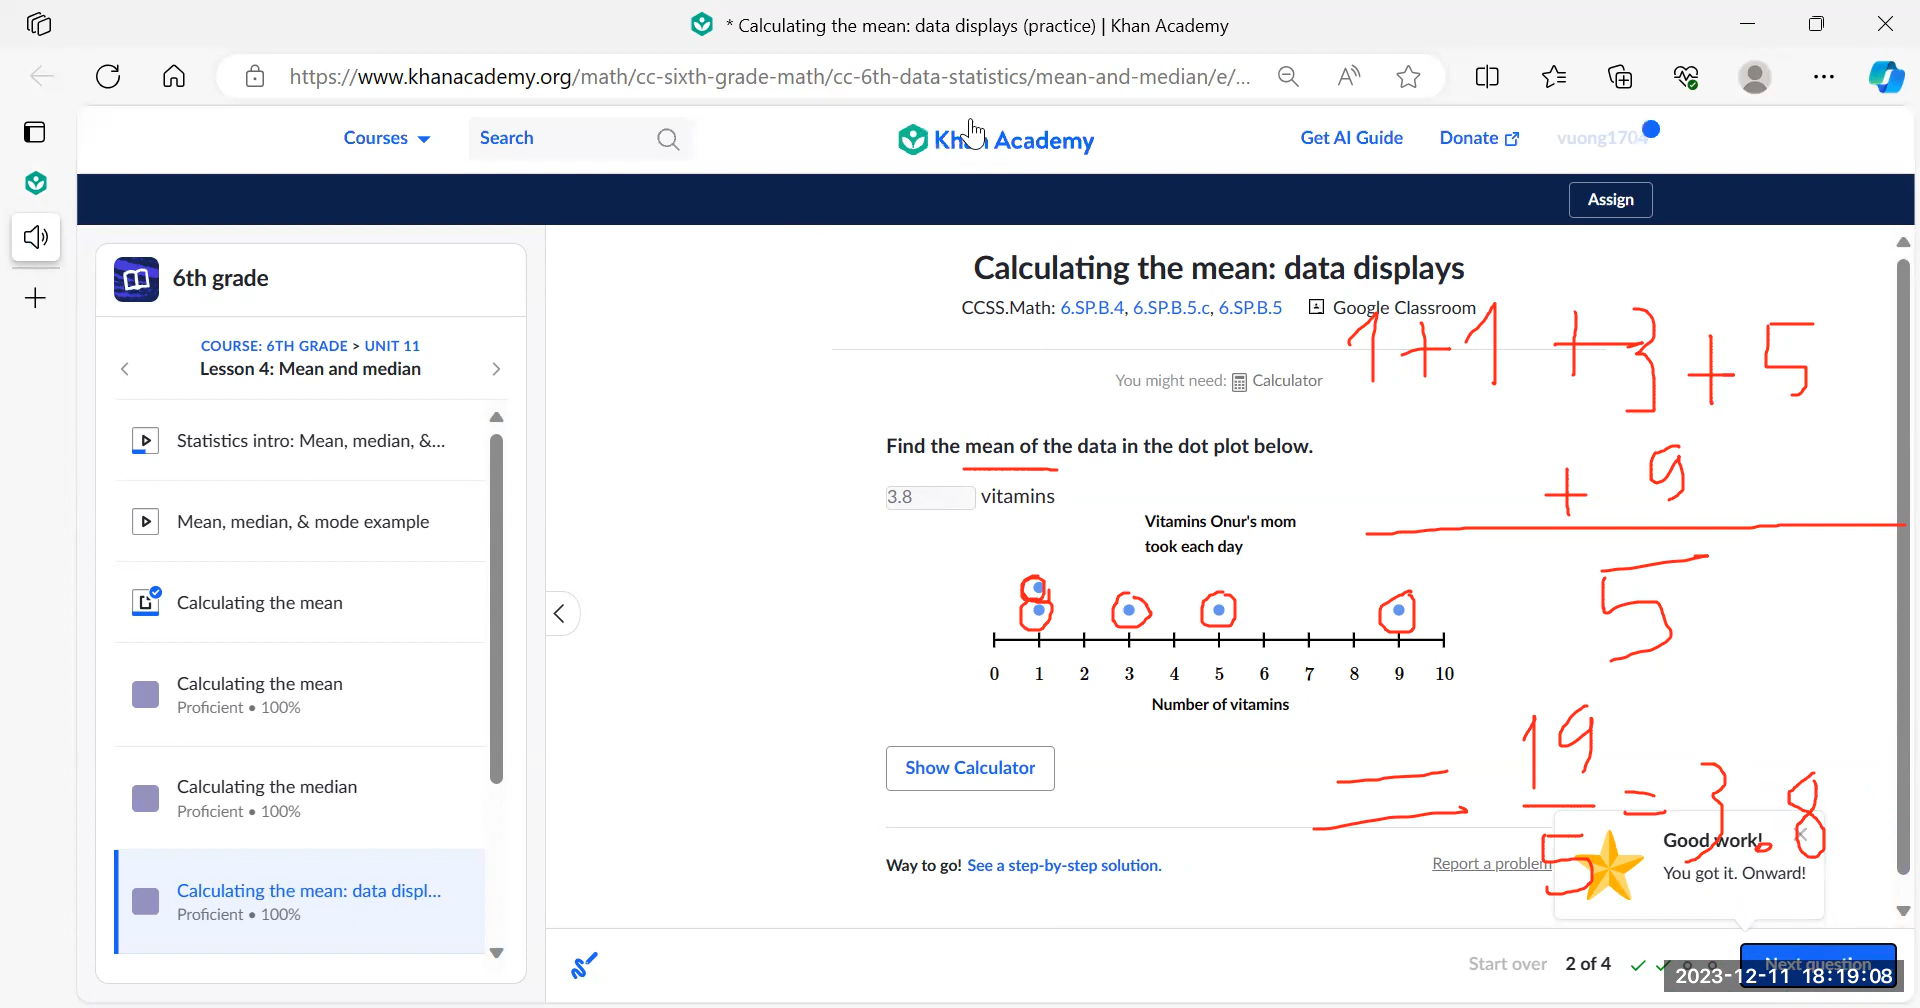 * Calculating the mean: data displays (practice) | Khan Academy
https://www.khanacademy.org/math/cc-sixth-grade-math/cc-6th-data-statistics/mean-and-median/e/...
Courses
Search
Khan Academy
Get AI Guide
Donate
vuong1704
Assign
6th grade
COURSE: 6TH GRADE > UNIT 11
Lesson 4: Mean and median
Statistics intro: Mean, median, &...
Mean, median, & mode example
Calculating the mean
Calculating the mean
Proficient • 100%
Calculating the median
Proficient • 100%
Calculating the mean: data displ...
Proficient • 100%
Calculating the mean: data displays
CCSS.Math: 6.SP.B.4, 6.SP.B.5.c, 6.SP.B.5 Google Classroom
You might need: Calculator
1+1+3+5
+ 9
5
Find the mean of the data in the dot plot below.
3.8 vitamins
Vitamins Onur's mom
took each day
0 1 2 3 4 5 6 7 8 9 10
Number of vitamins
Show Calculator
= 19
5
= 3.8
Way to go! See a step-by-step solution.
Report a problem
Good work!
You got it. Onward!
Start over 2 of 4
Next question
2023-12-11 18:19:08